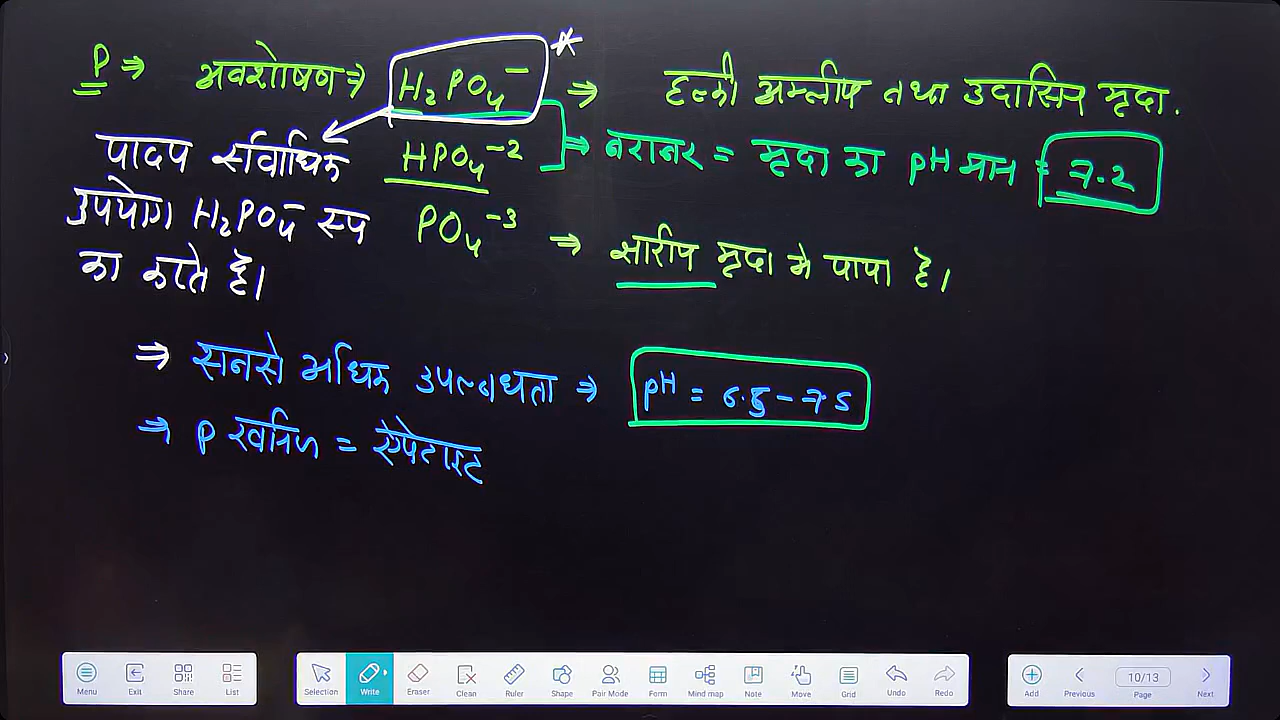 P ⇒ अवशोषण ⇒ H₂PO₄⁻ * ⇒ हल्की अम्लीय तथा उदासिन मृदा.
पादप सर्वाधिक
उपयोग H₂PO₄⁻ रूप
का करते है।
HPO₄⁻² ⇒ बराबर = मृदा का pH मान = 7.2
PO₄⁻³ ⇒ क्षारीय मृदा मे पाया है।
⇒ सबसे अधिक उपलब्धता ⇒ pH = 6.5 - 7.5
⇒ P खनिज = ऐपेटाइट
Menu Exit Share List Selection Write Eraser Clean Ruler Shape Pair Mode Form Mind map Note Move Grid Undo Redo Add Previous 10/13 Page Next